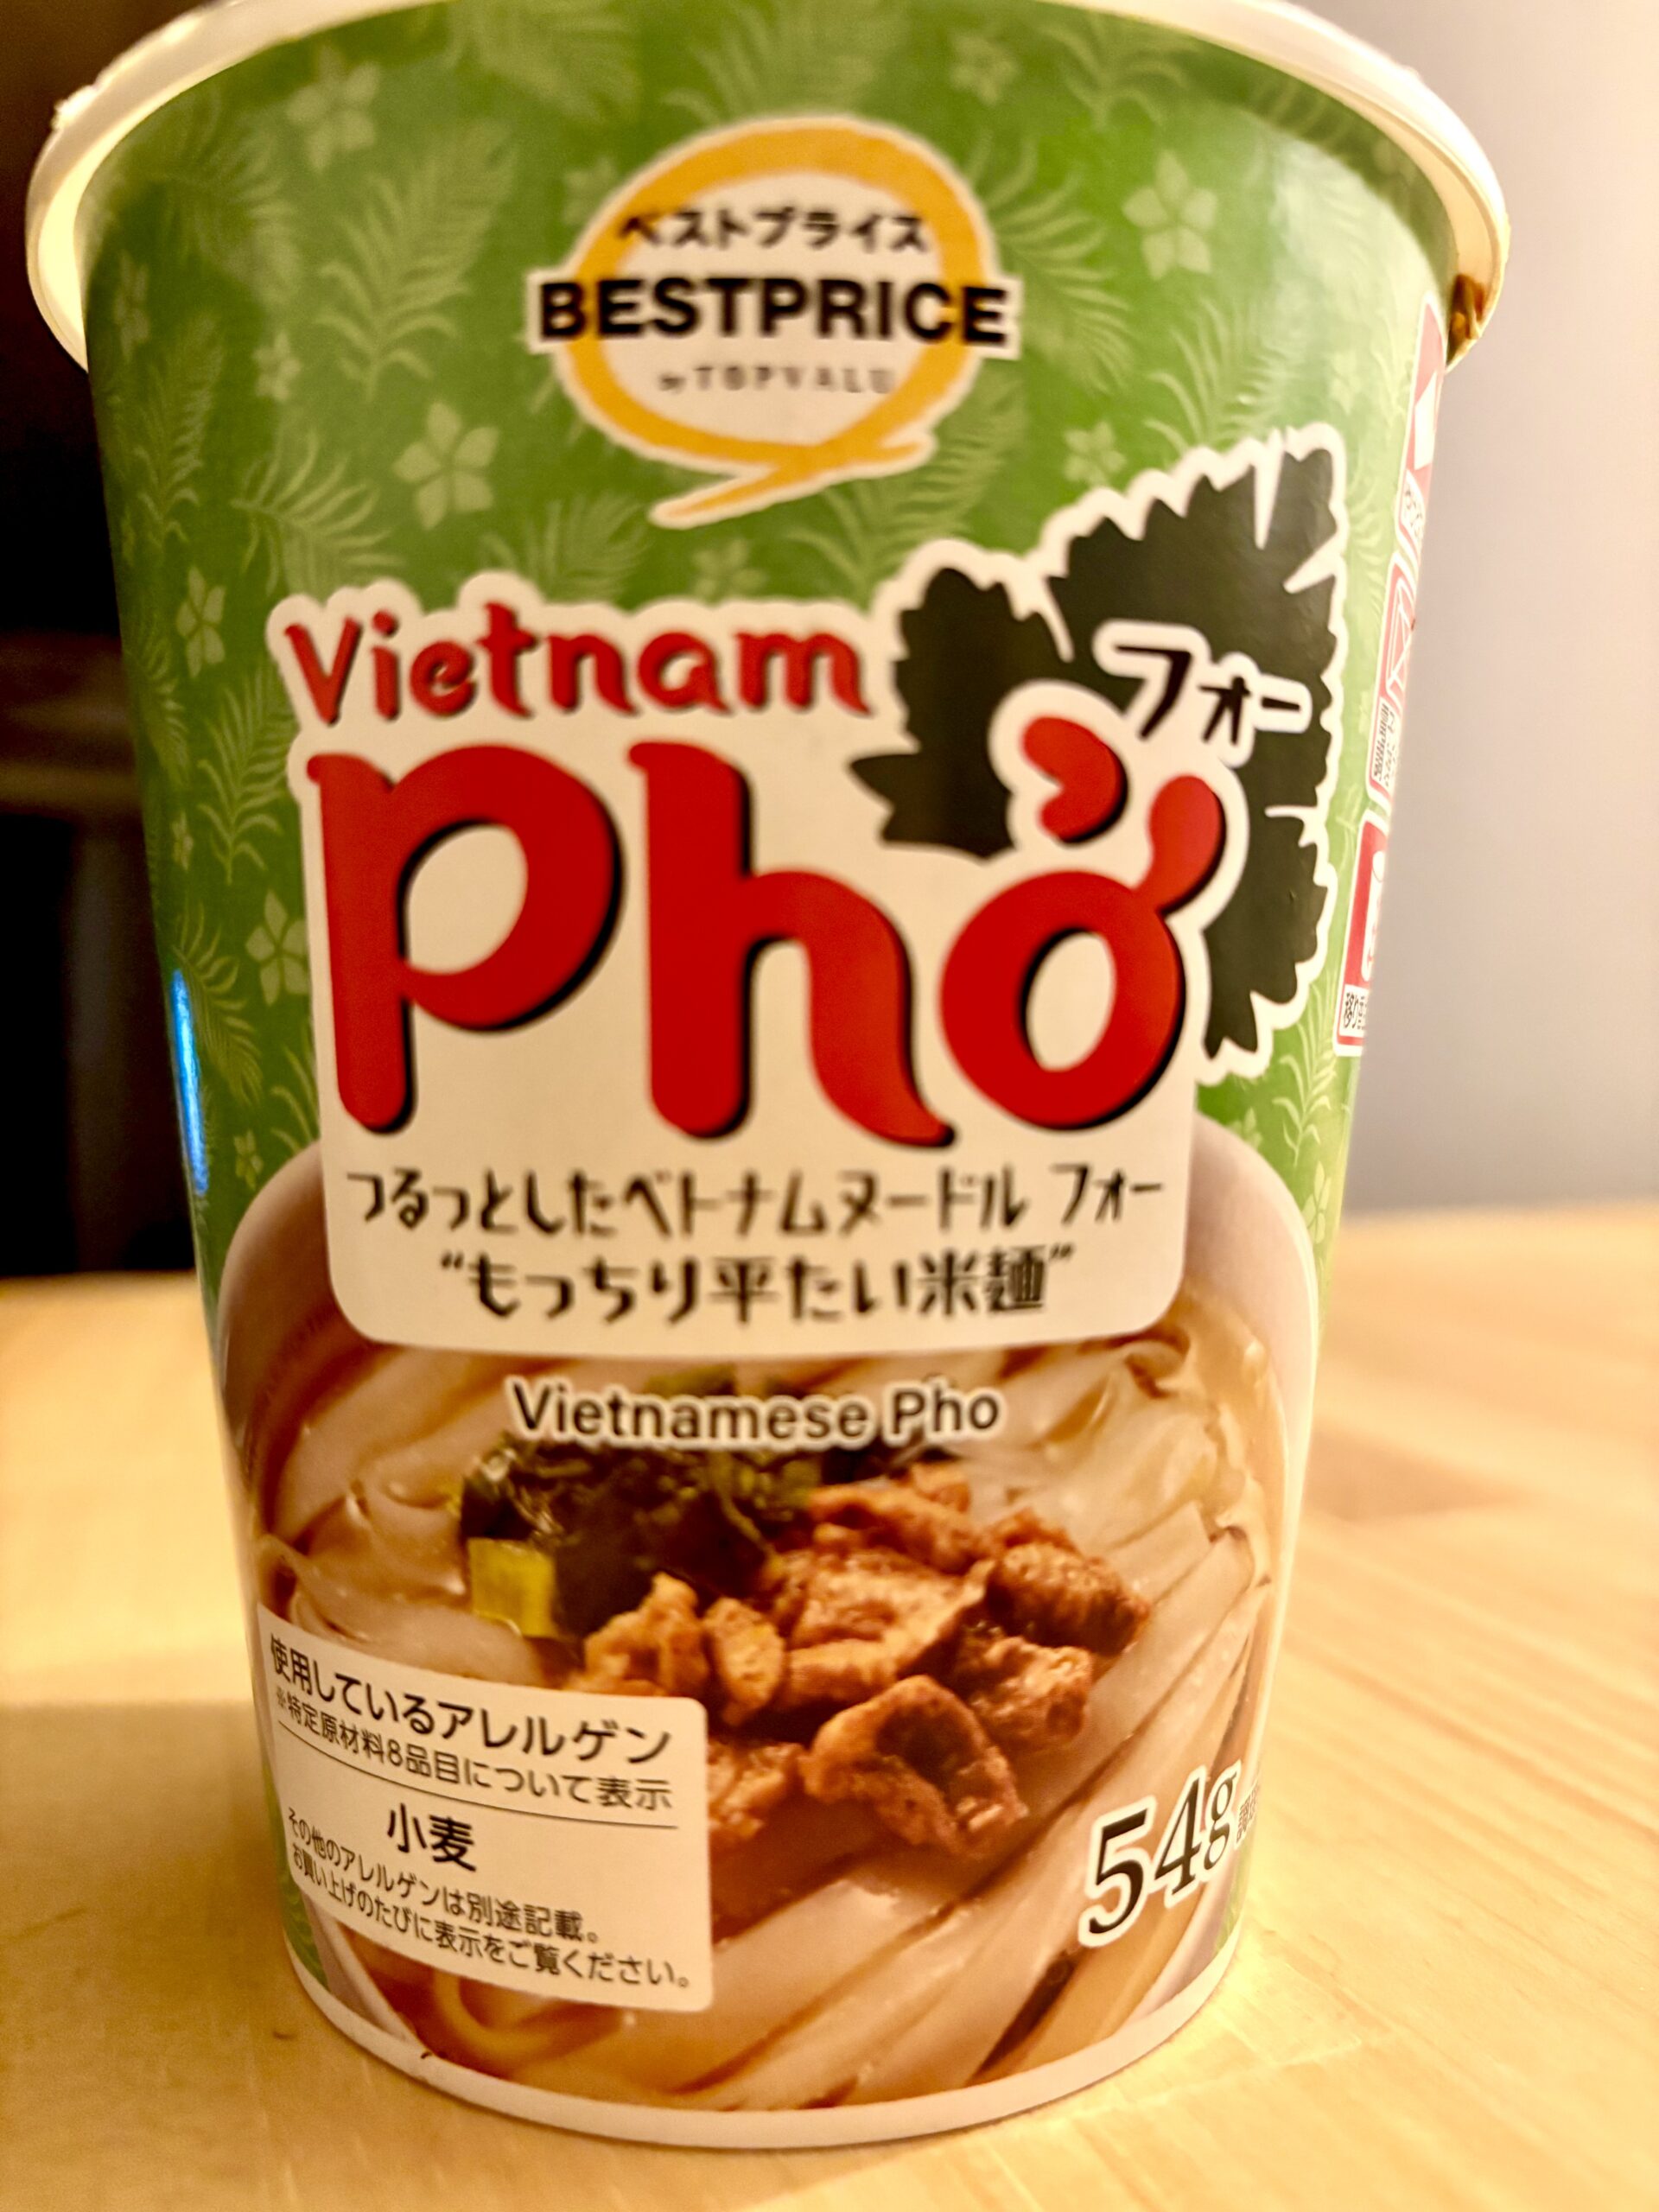 ベストプライス
BESTPRICE
by TOPVALU
Vietnam
フォー
Phở
つるっとしたベトナムヌードル フォー
“もっちり平たい米麺”
Vietnamese Pho
使用しているアレルゲン
※特定原材料8品目について表示
小麦
その他のアレルゲンは別途記載。
お買い上げのたびに表示をご覧ください。
54g
移り香